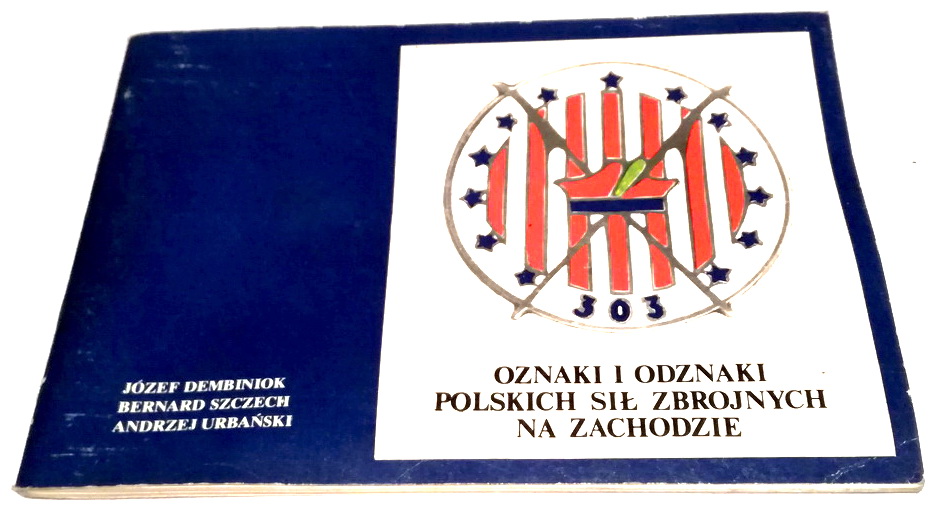 303
OZNAKI I ODZNAKI
POLSKICH SIŁ ZBROJNYCH
NA ZACHODZIE
JÓZEF DEMBINIOK
BERNARD SZCZECH
ANDRZEJ URBAŃSKI